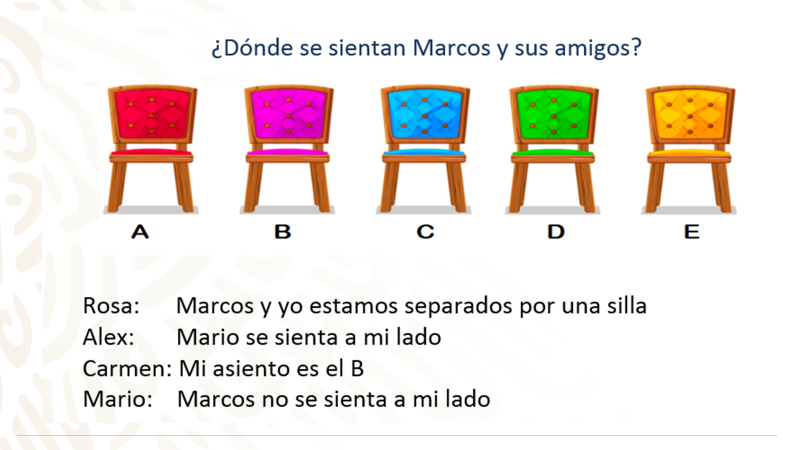 ¿Dónde se sientan Marcos y sus amigos?
A B C D E
Rosa: Marcos y yo estamos separados por una silla
Alex: Mario se sienta a mi lado
Carmen: Mi asiento es el B
Mario: Marcos no se sienta a mi lado